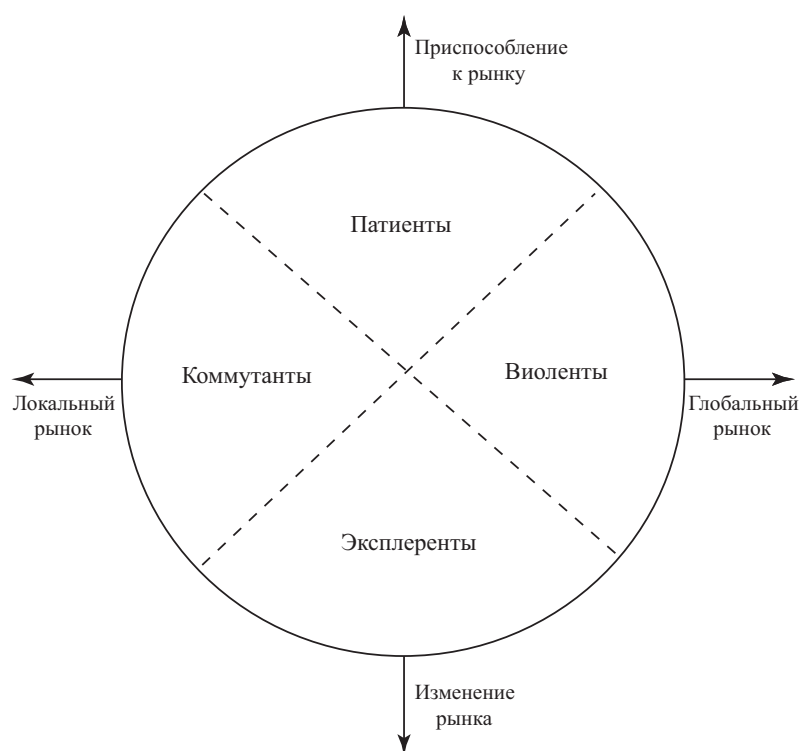 Приспособление
к рынку
Патиенты
Коммутанты
Виоленты
Локальный
рынок
Глобальный
рынок
Эксплеренты
Изменение
рынка